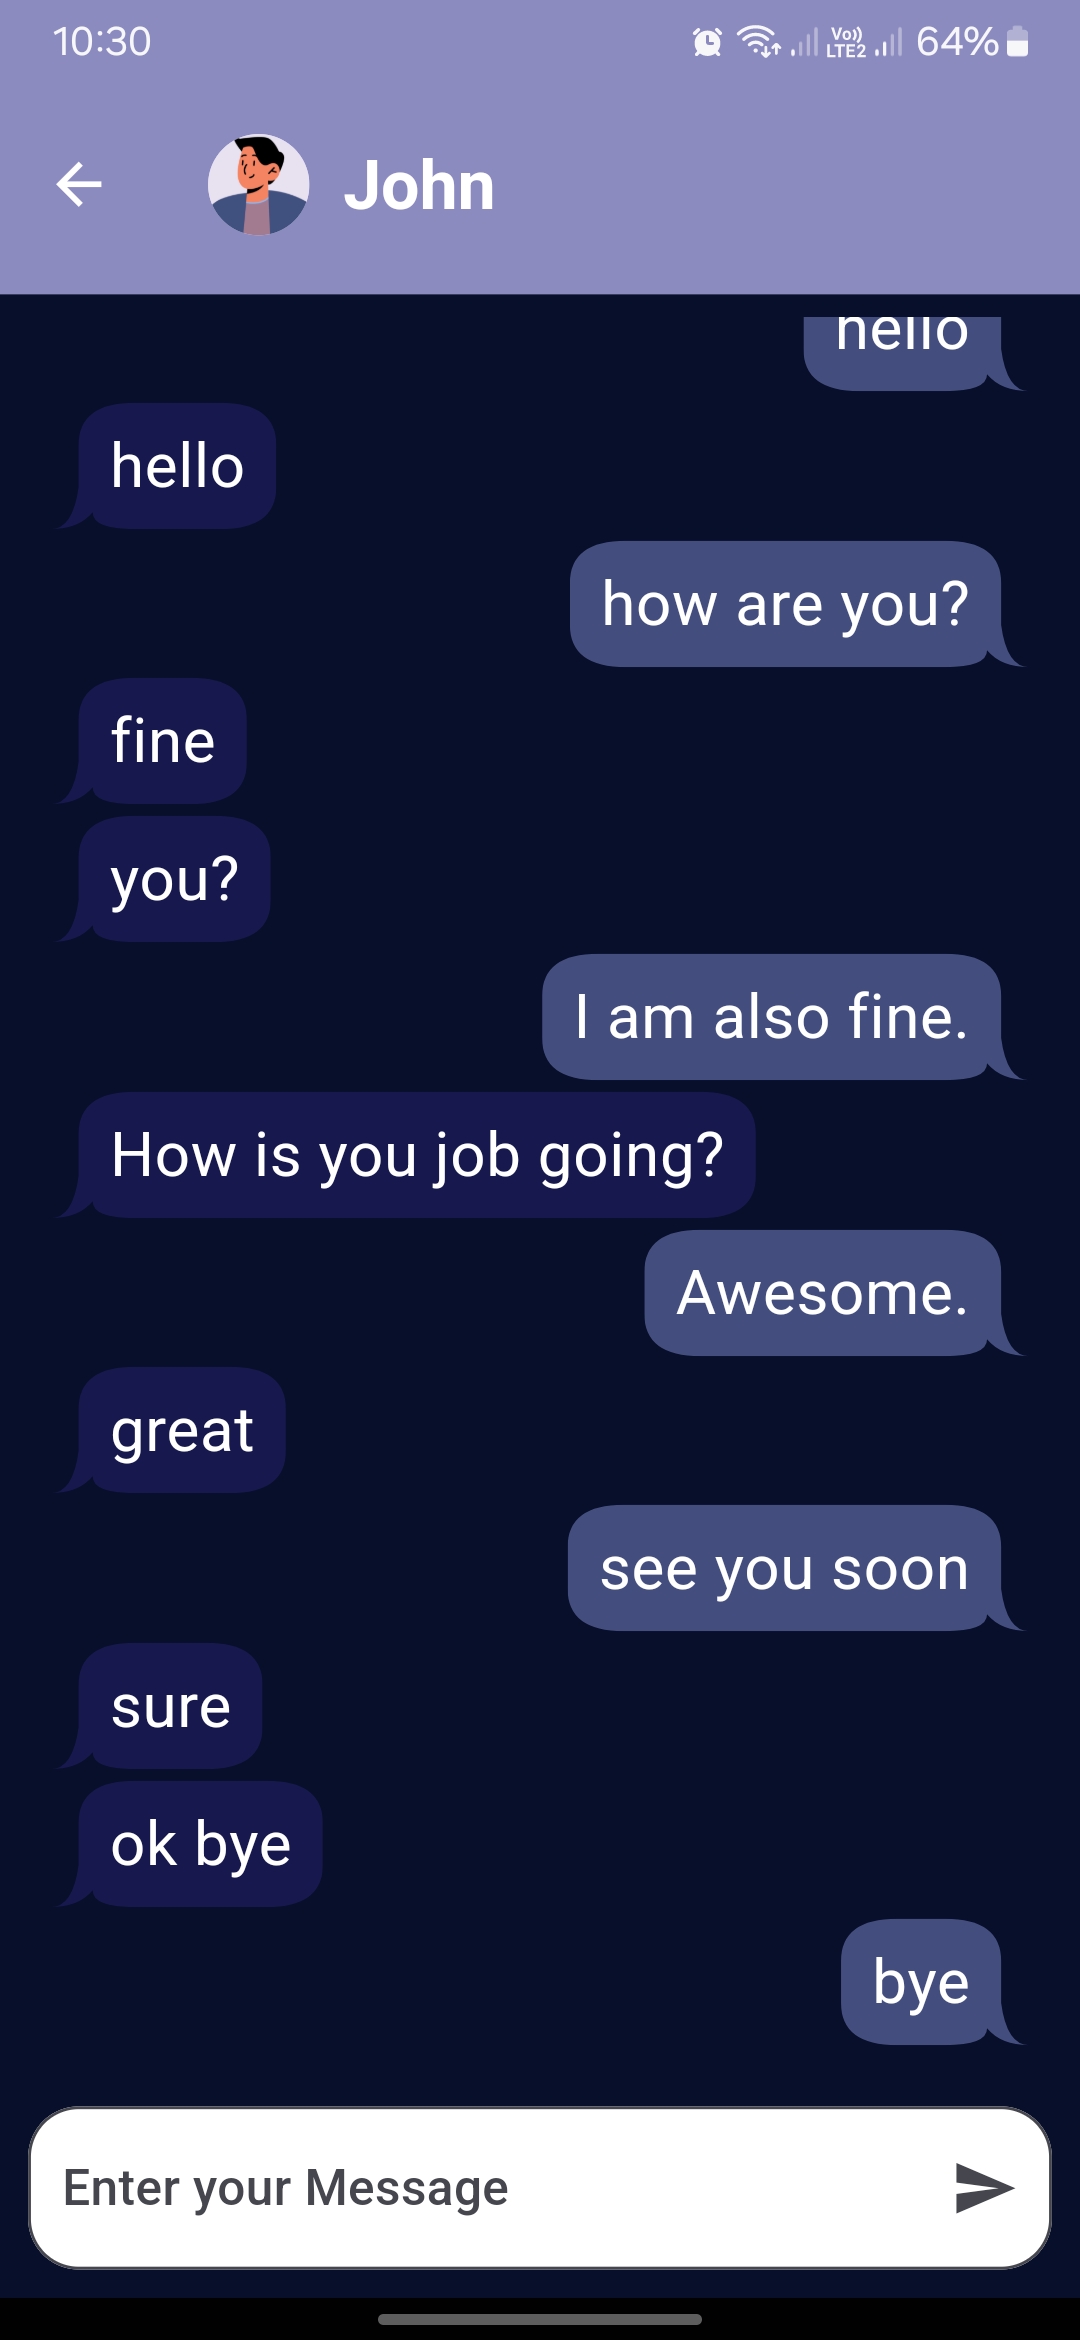 10:30
Vo))
LTE2
64%
John
hello
hello
how are you?
fine
you?
I am also fine.
How is you job going?
Awesome.
great
see you soon
sure
ok bye
bye
Enter your Message